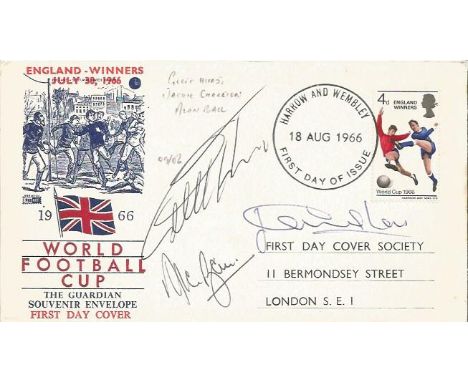 ENGLAND - WINNERS
JULY 30, 1966
19 66
WORLD
FOOTBALL
CUP
THE GUARDIAN
SOUVENIR ENVELOPE
FIRST DAY COVER
GEOFF HURST
JACKIE CHARLTON
ALAN BALL
HARROW AND WEMBLEY
18 AUG 1966
FIRST DAY OF ISSUE
4d ENGLAND
WINNERS
World Cup 1966
FIRST DAY COVER SOCIETY
11 BERMONDSEY STREET
LONDON S.E.1